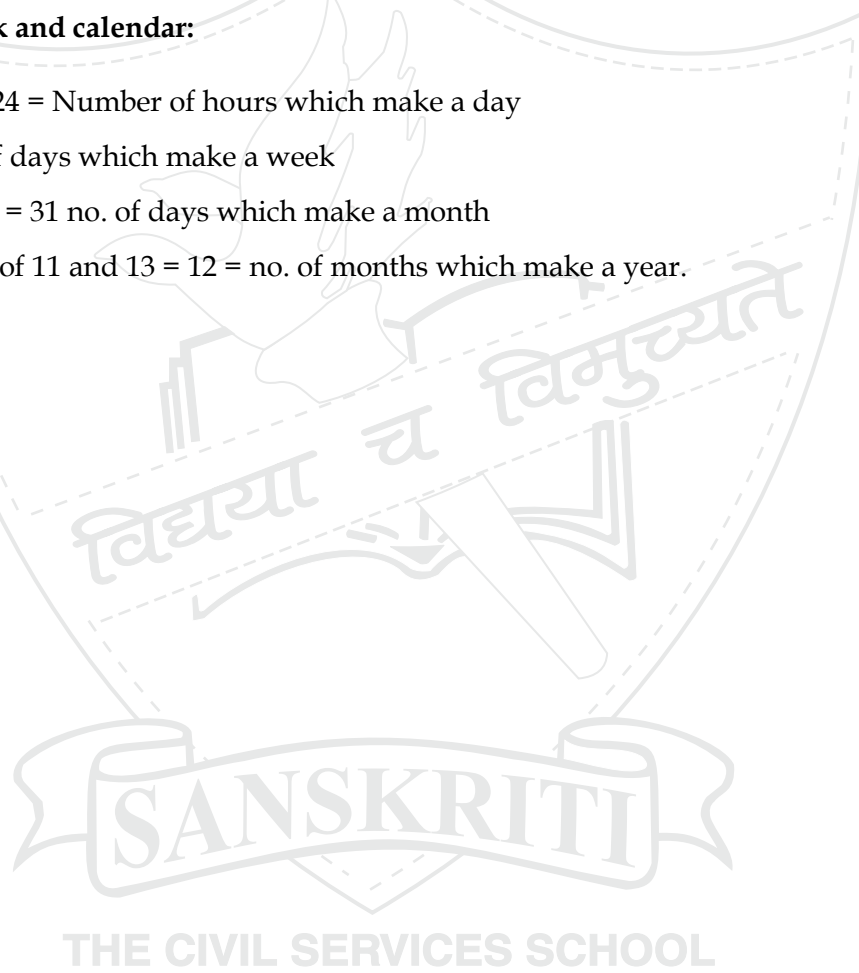 k and calendar:
24 = Number of hours which make a day
f days which make a week
= 31 no. of days which make a month
of 11 and 13 = 12 = no. of months which make a year.
विद्यया च विमुच्यते
SANSKRITI
THE CIVIL SERVICES SCHOOL